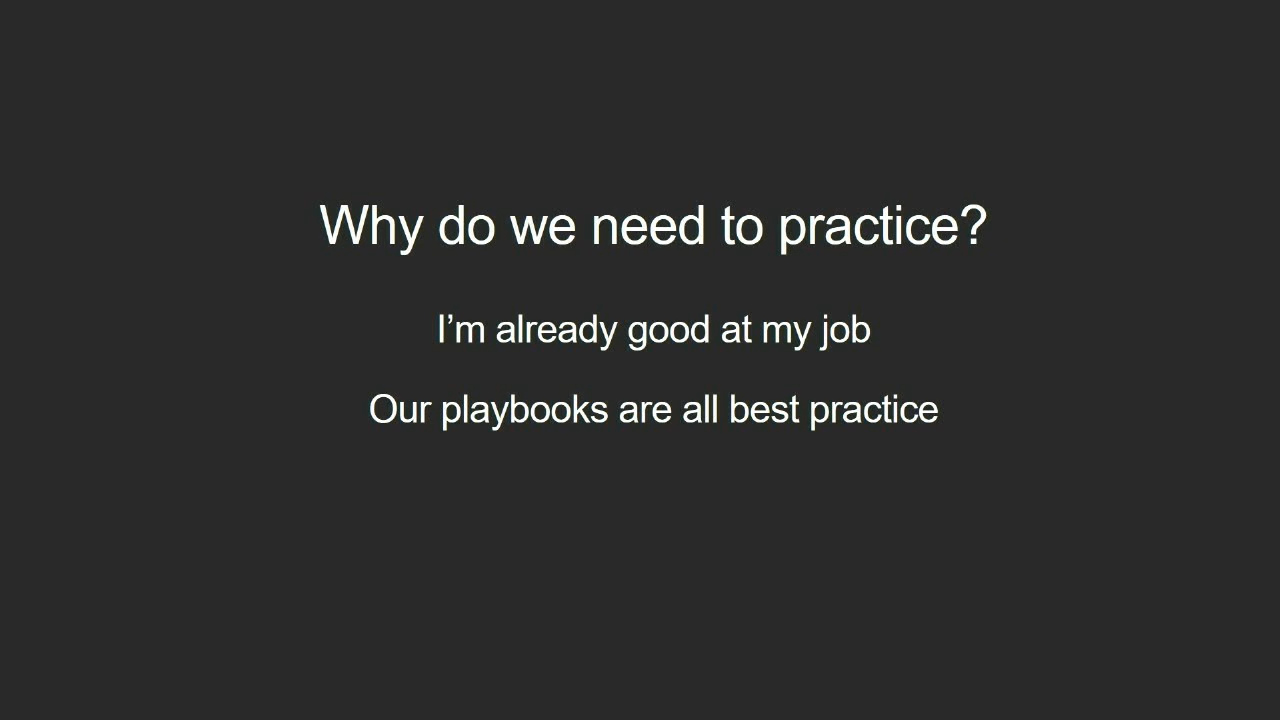 Why do we need to practice?
I’m already good at my job
Our playbooks are all best practice